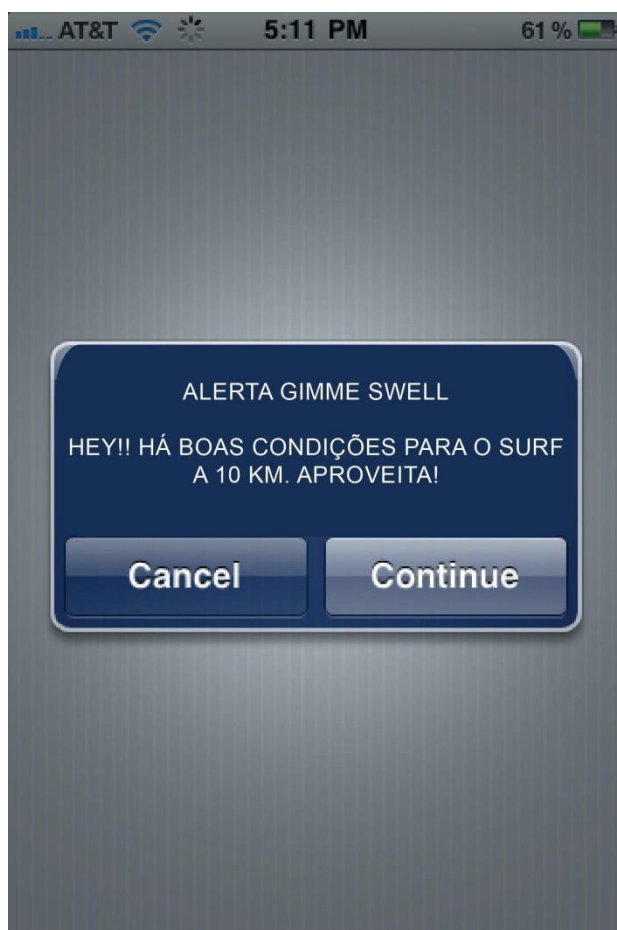 AT&T 5:11 PM 61 %
ALERTA GIMME SWELL
HEY!! HÁ BOAS CONDIÇÕES PARA O SURF
A 10 KM. APROVEITA!
Cancel Continue